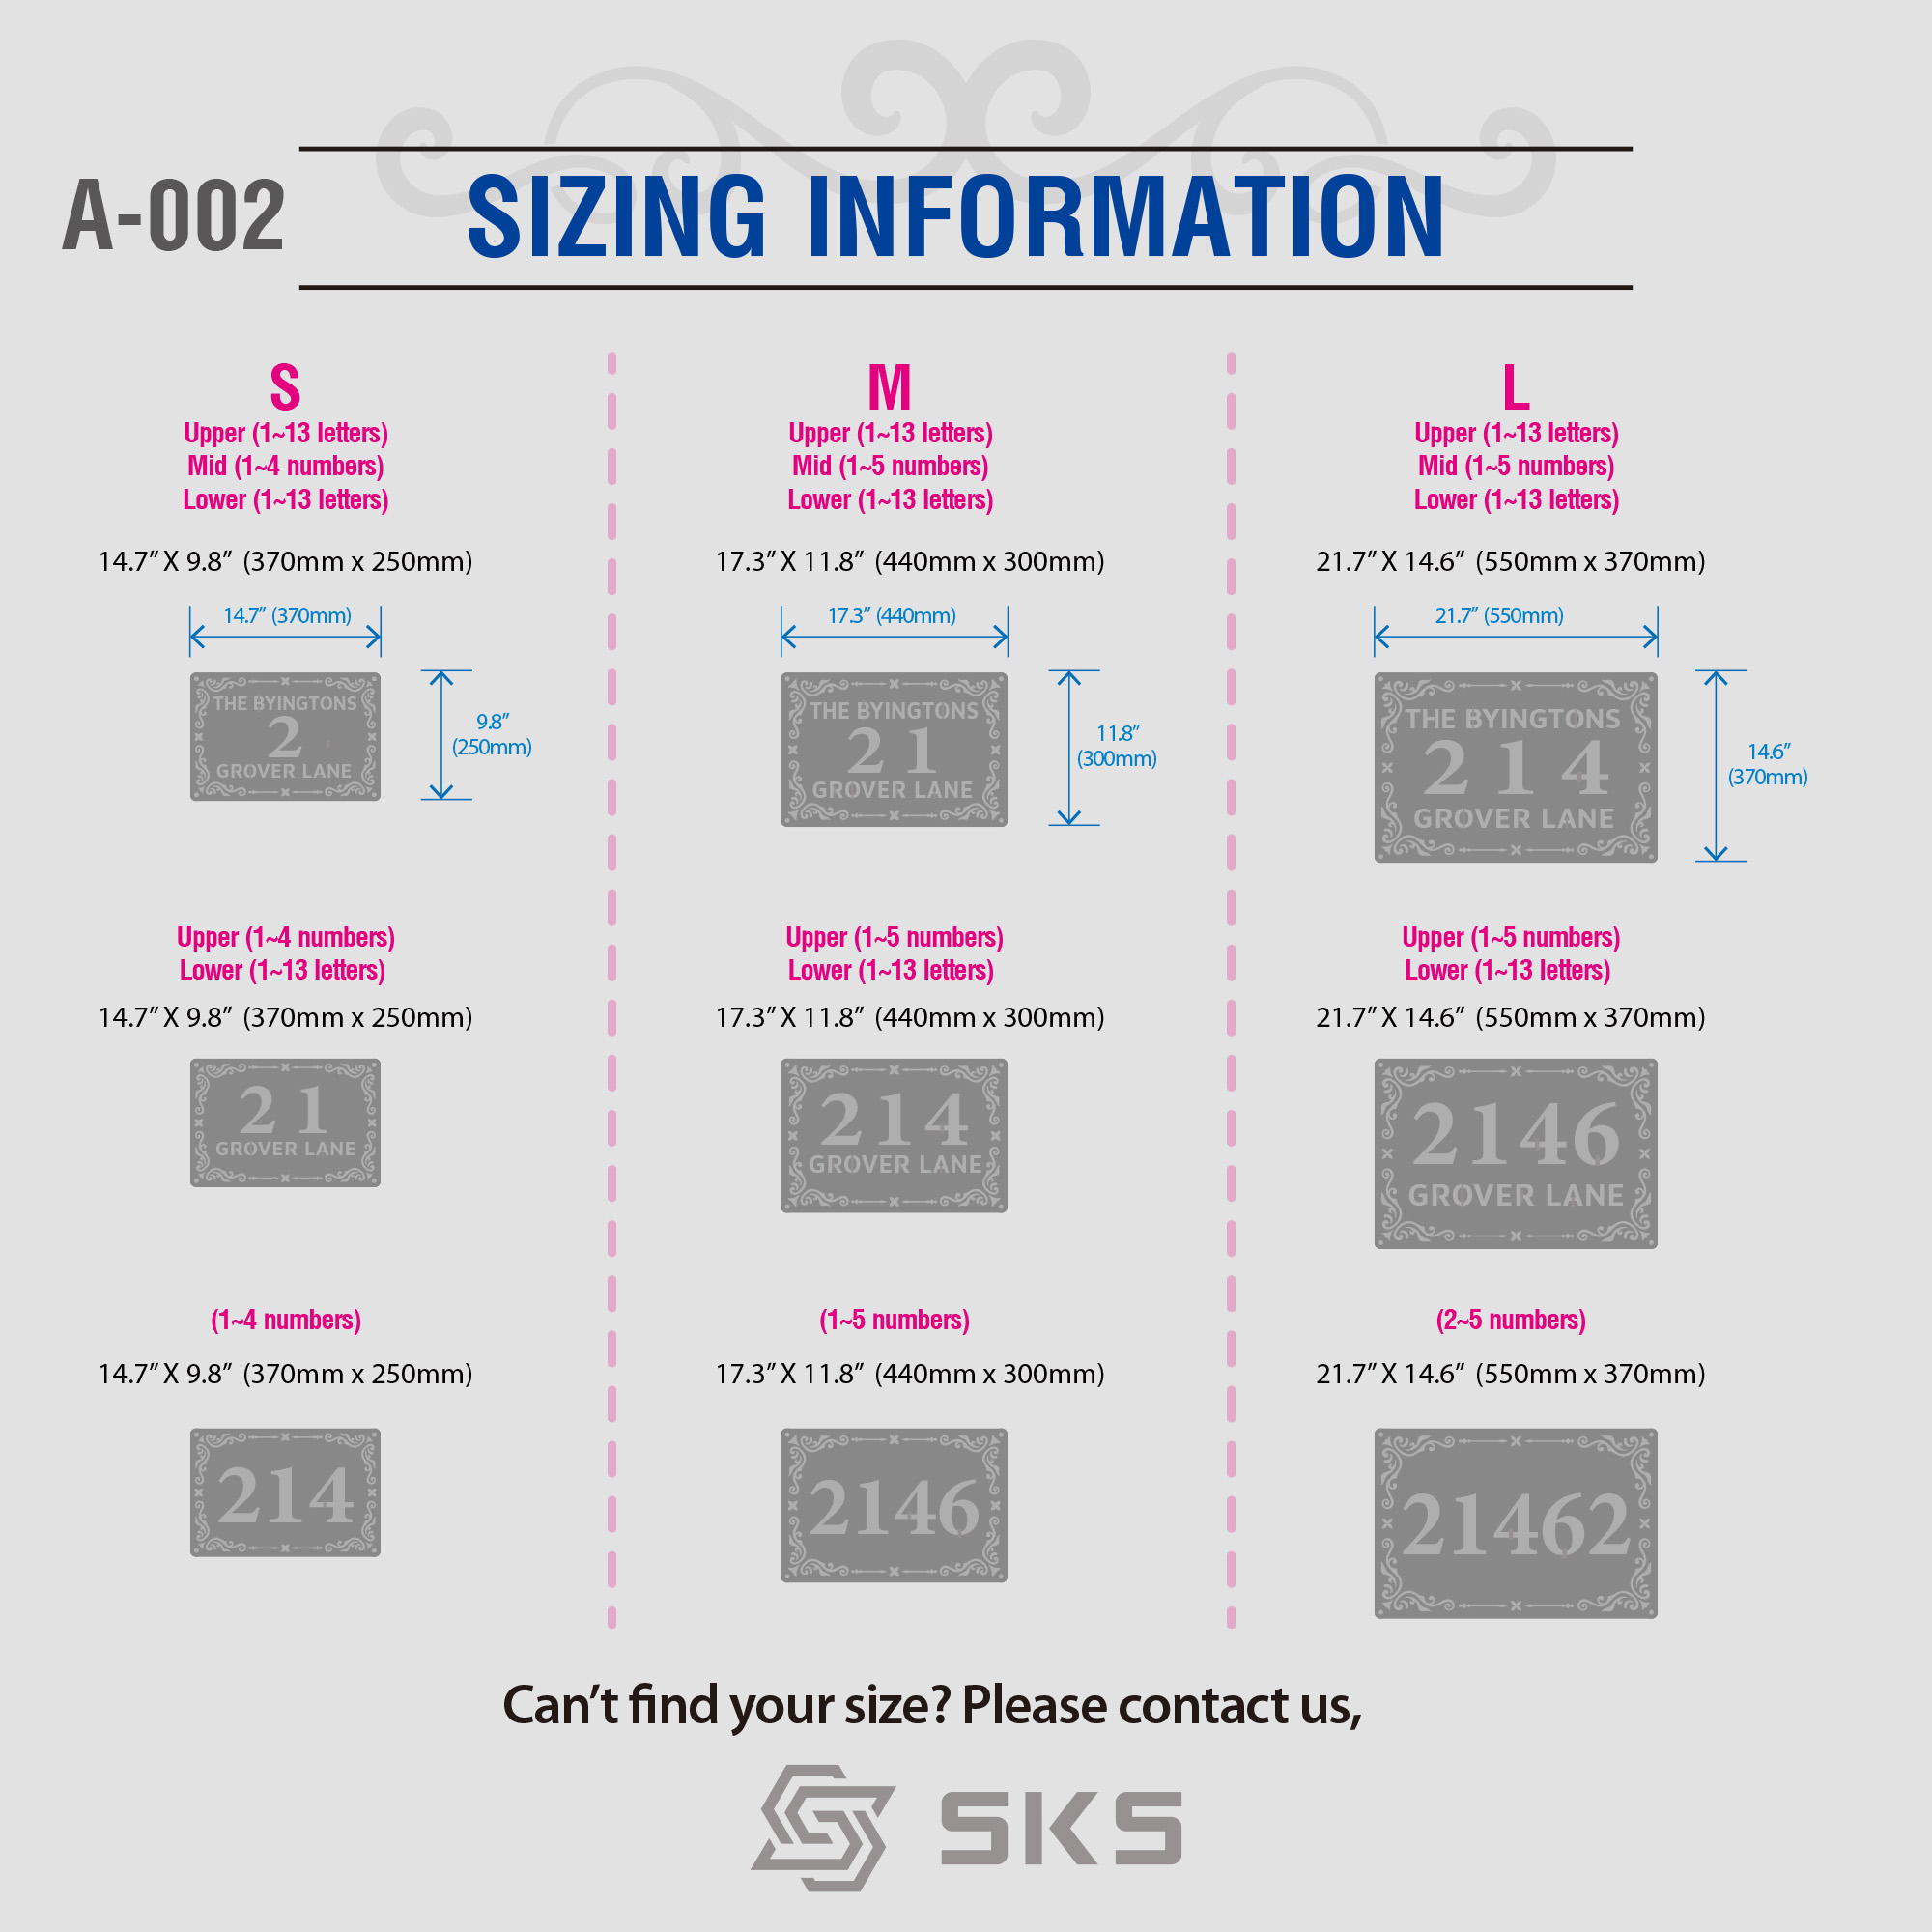 A-002
SIZING INFORMATION
S
Upper (1~13 letters)
Mid (1~4 numbers)
Lower (1~13 letters)
14.7” X 9.8” (370mm x 250mm)
14.7” (370mm)
THE BYINGTONS
2
GROVER LANE
9.8”
(250mm)
Upper (1~4 numbers)
Lower (1~13 letters)
14.7” X 9.8” (370mm x 250mm)
2 1
GROVER LANE
(1~4 numbers)
14.7” X 9.8” (370mm x 250mm)
214
M
Upper (1~13 letters)
Mid (1~5 numbers)
Lower (1~13 letters)
17.3” X 11.8” (440mm x 300mm)
17.3” (440mm)
THE BYINGTONS
2 1
GROVER LANE
11.8”
(300mm)
Upper (1~5 numbers)
Lower (1~13 letters)
17.3” X 11.8” (440mm x 300mm)
214
GROVER LANE
(1~5 numbers)
17.3” X 11.8” (440mm x 300mm)
2146
L
Upper (1~13 letters)
Mid (1~5 numbers)
Lower (1~13 letters)
21.7” X 14.6” (550mm x 370mm)
21.7” (550mm)
THE BYINGTONS
2 1 4
GROVER LANE
14.6”
(370mm)
Upper (1~5 numbers)
Lower (1~13 letters)
21.7” X 14.6” (550mm x 370mm)
2146
GROVER LANE
(2~5 numbers)
21.7” X 14.6” (550mm x 370mm)
21462
Can’t find your size? Please contact us,
SKS